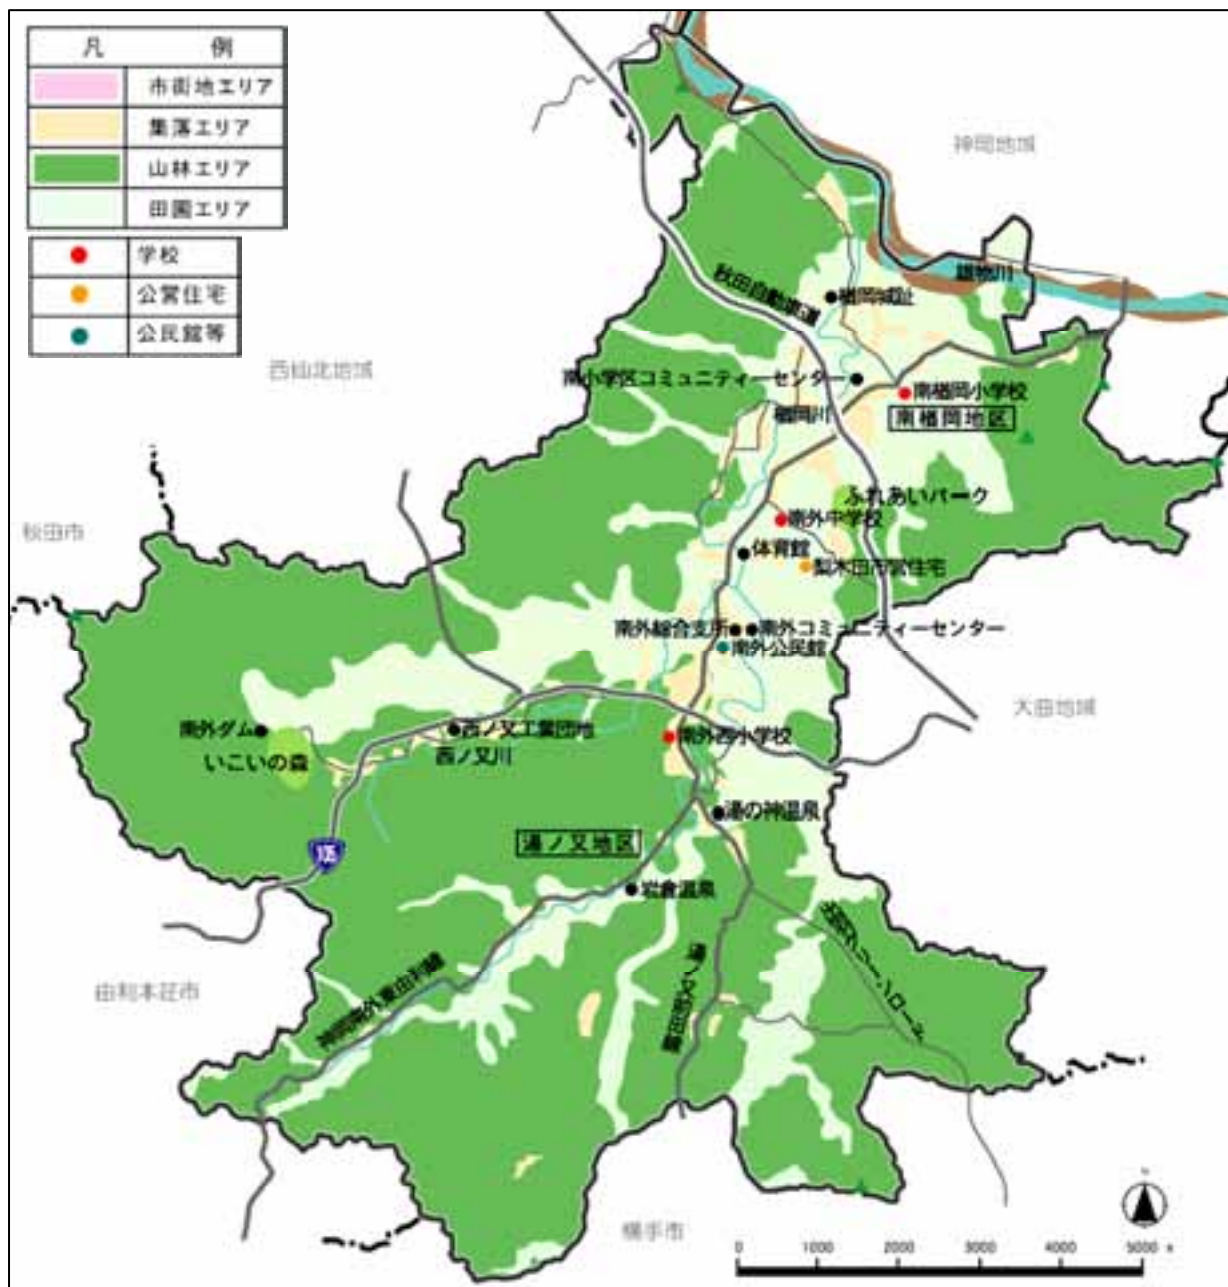 凡 例
市街地エリア
集落エリア
山林エリア
田園エリア
学校
公営住宅
公民館等
神岡地域
雄物川
秋田自動車道
楢岡城址
西仙北地域
南小学区コミュニティーセンター
南楢岡小学校
楢岡川
南楢岡地区
ふれあいパーク
南外中学校
秋田市
体育館
梨木田市営住宅
南外総合支所
南外コミュニティーセンター
南外公民館
大曲地域
南外ダム
西ノ又工業団地
南外西小学校
いこいの森
西ノ又川
湯の神温泉
105
湯ノ又地区
岩倉温泉
神岡南外東由利線
由利本荘市
横手市
N
0 1000 2000 3000 4000 5000